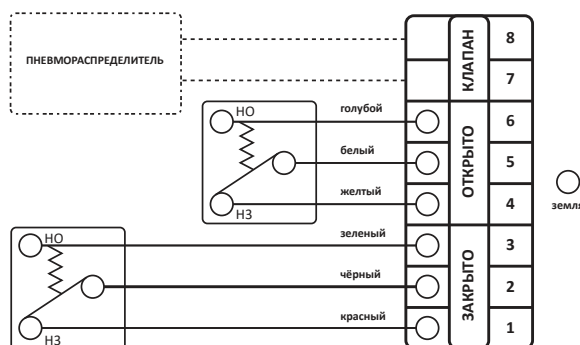 ПНЕВМОРАСПРЕДЕЛИТЕЛЬ
КЛАПАН
8
7
НО
голубой
6
белый
5
ОТКРЫТО
желтый
4
НЗ
земля
НО
зеленый
3
чёрный
2
ЗАКРЫТО
красный
1
НЗ